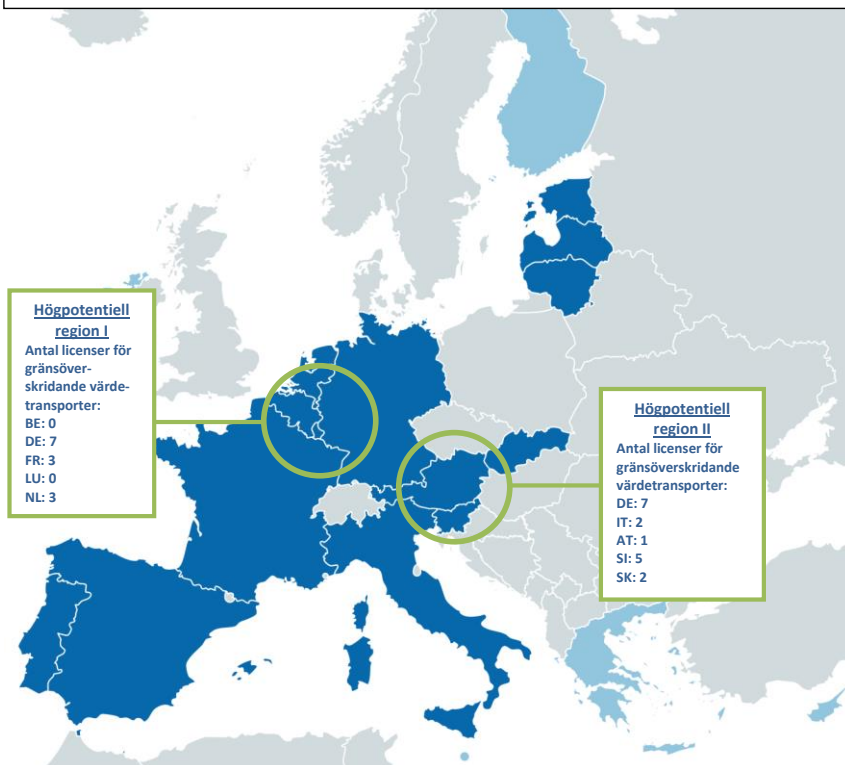 Högpotentiell
region I
Antal licenser för
gränsöver-
skridande värde-
transporter:
BE: 0
DE: 7
FR: 3
LU: 0
NL: 3
Högpotentiell
region II
Antal licenser för
gränsöverskridande
värdetransporter:
DE: 7
IT: 2
AT: 1
SI: 5
SK: 2